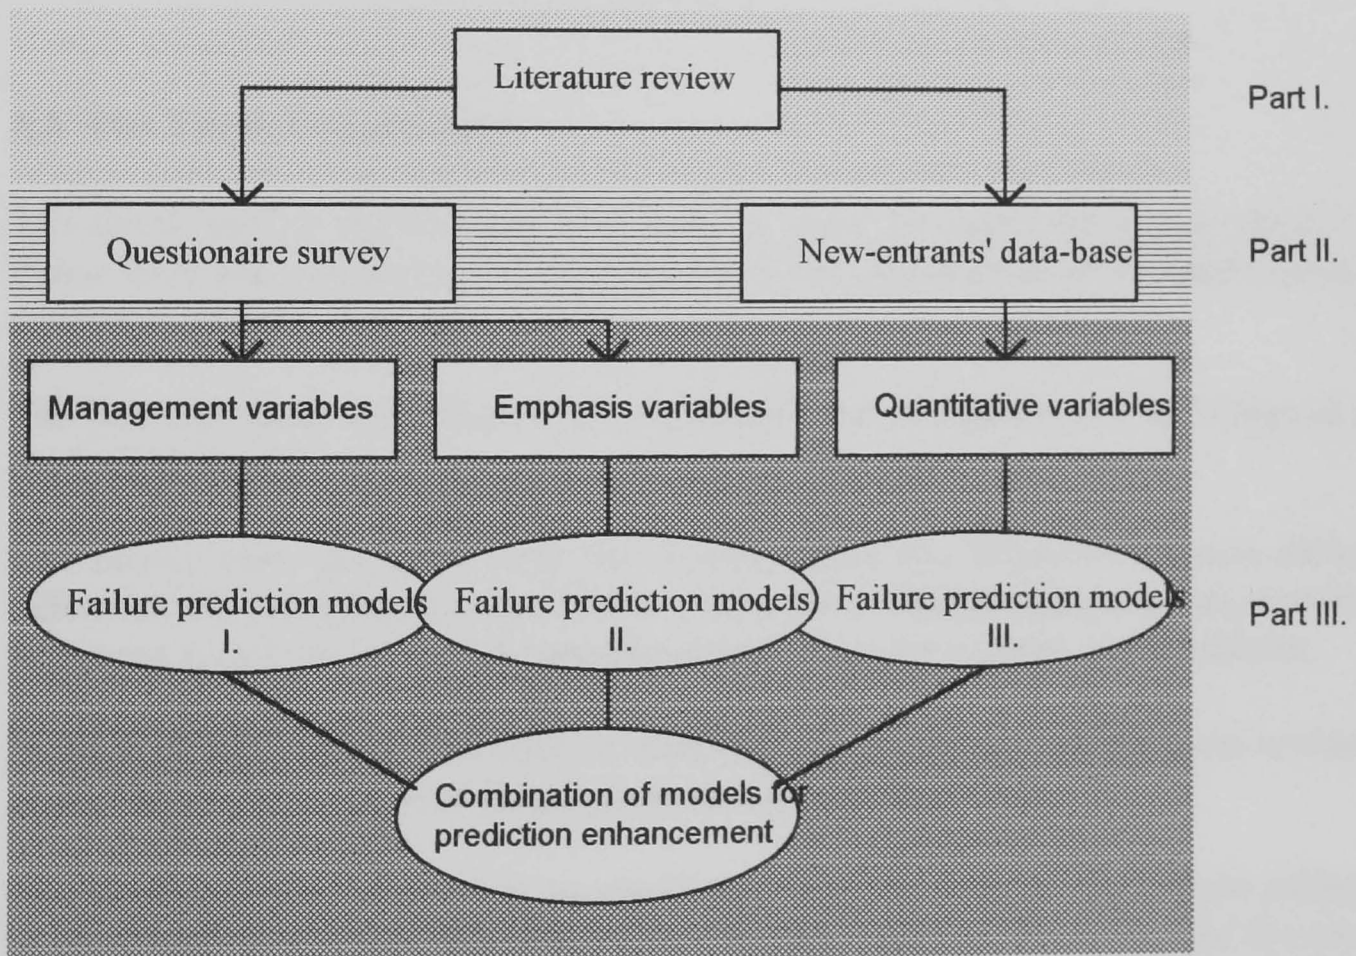 Literature review
Part I.
Questionaire survey
New-entrants' data-base
Part II.
Management variables
Emphasis variables
Quantitative variables
Failure prediction models
I.
Failure prediction models
II.
Failure prediction models
III.
Part III.
Combination of models for
prediction enhancement